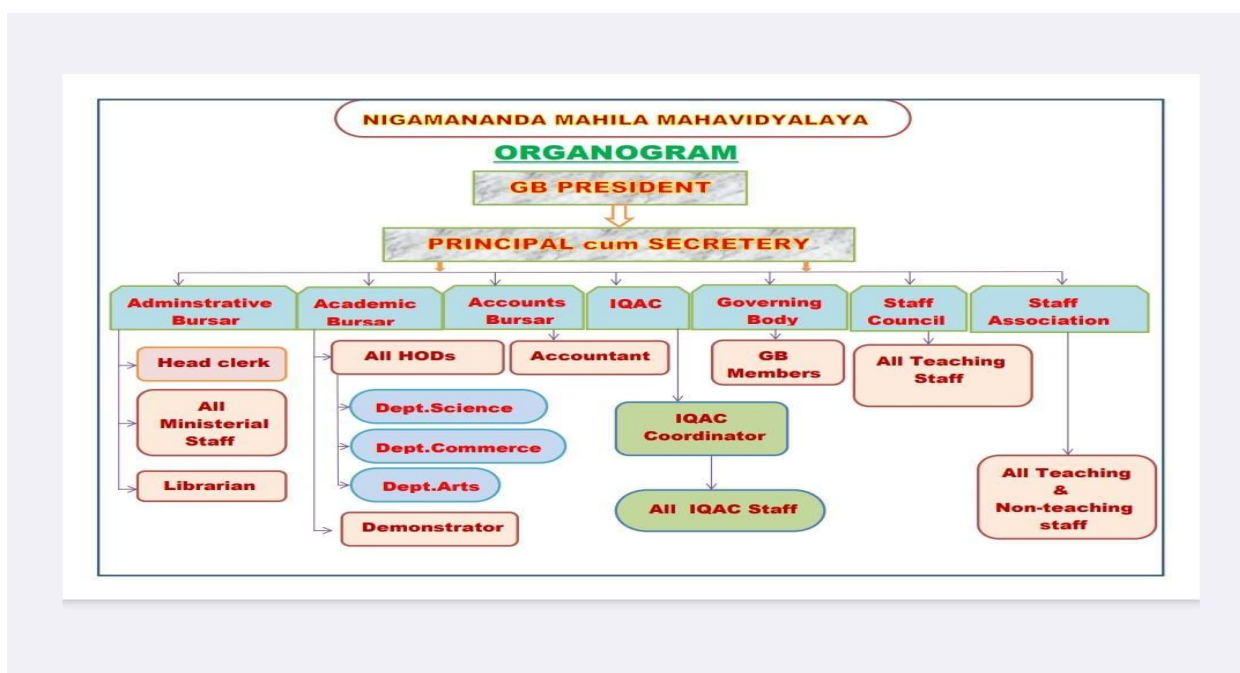 NIGAMANANDA MAHILA MAHAVIDYALAYA
ORGANOGRAM
GB PRESIDENT
PRINCIPAL cum SECRETERY
Adminstrative
Bursar
Academic
Bursar
Accounts
Bursar
IQAC
Governing
Body
Staff
Council
Staff
Association
Head clerk
All
Ministerial
Staff
Librarian
All HODs
Dept.Science
Dept.Commerce
Dept.Arts
Demonstrator
Accountant
IQAC
Coordinator
All IQAC Staff
GB
Members
All Teaching
Staff
All Teaching
&
Non-teaching
staff